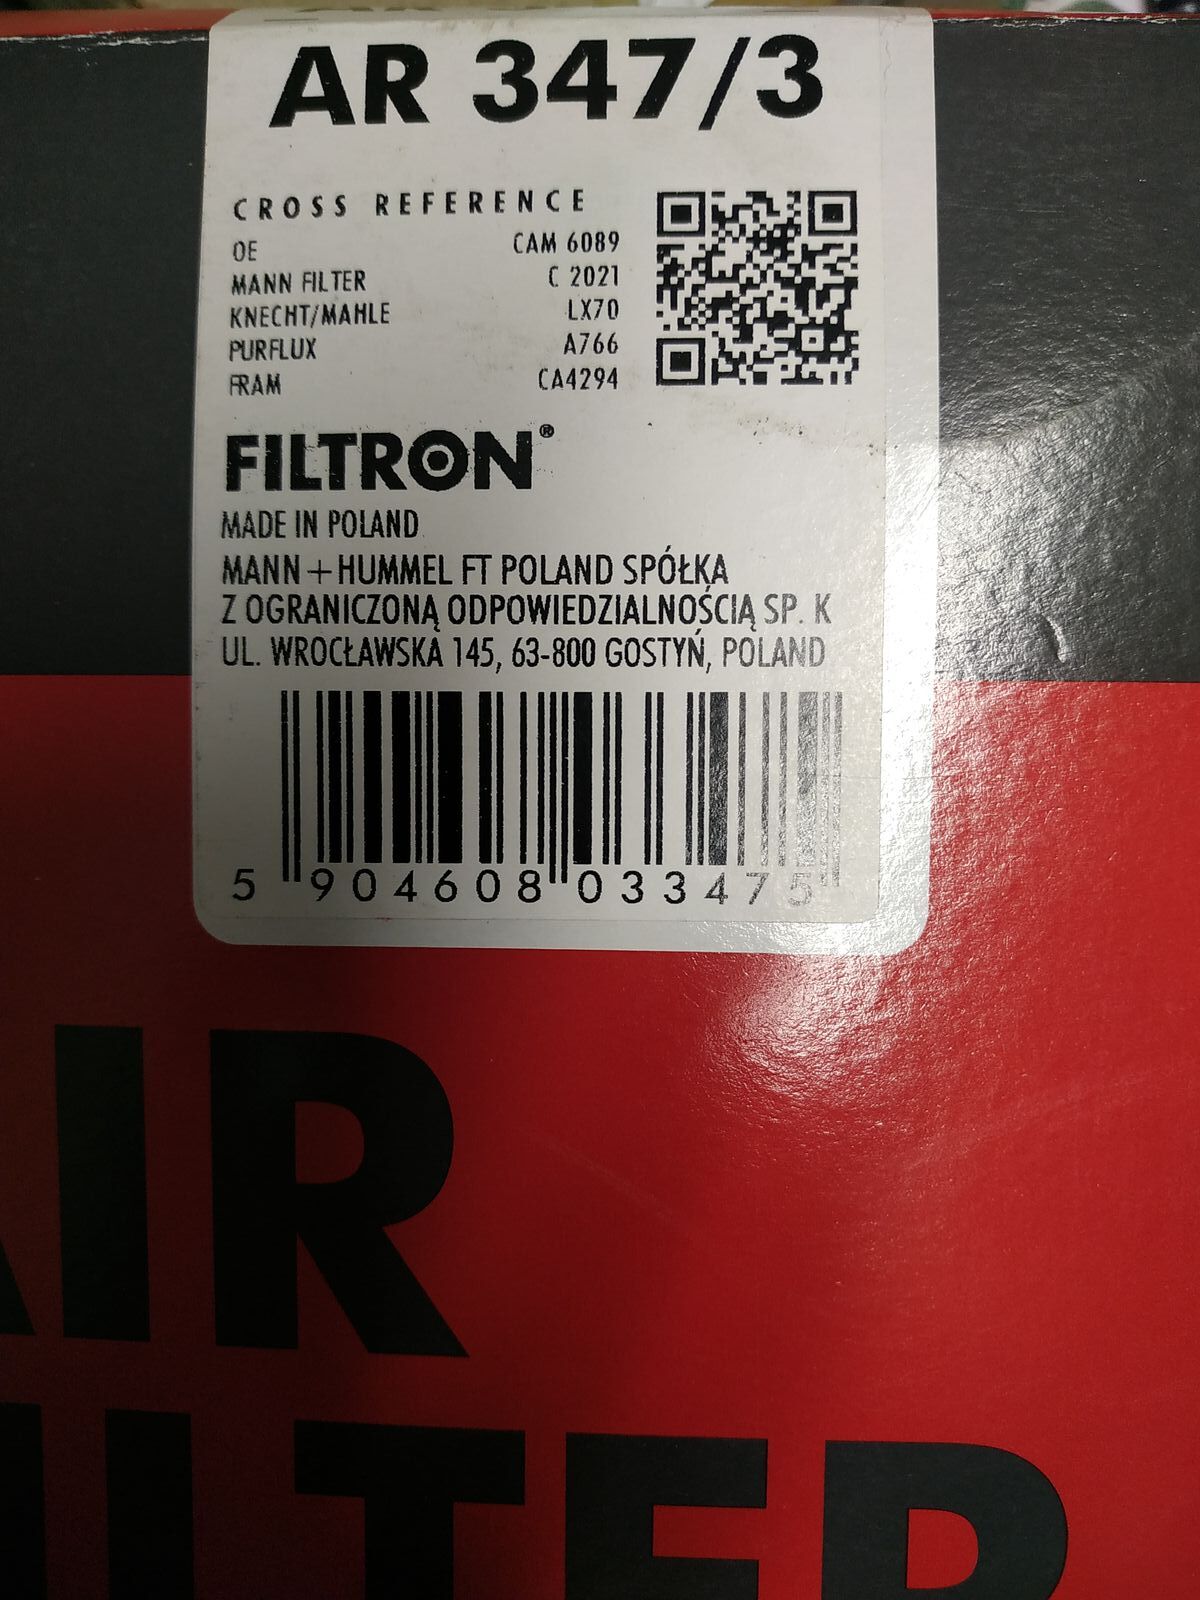 AR 347/3
CROSS REFERENCE
OE CAM 6089
MANN FILTER C 2021
KNECHT/MAHLE LX70
PURFLUX A766
FRAM CA4294
FILTRON®
MADE IN POLAND
MANN+HUMMEL FT POLAND SPÓŁKA
Z OGRANICZONĄ ODPOWIEDZIALNOŚCIĄ SP. K
UL. WROCŁAWSKA 145, 63-800 GOSTYŃ, POLAND
5 904608 033475
AIR
FILTER